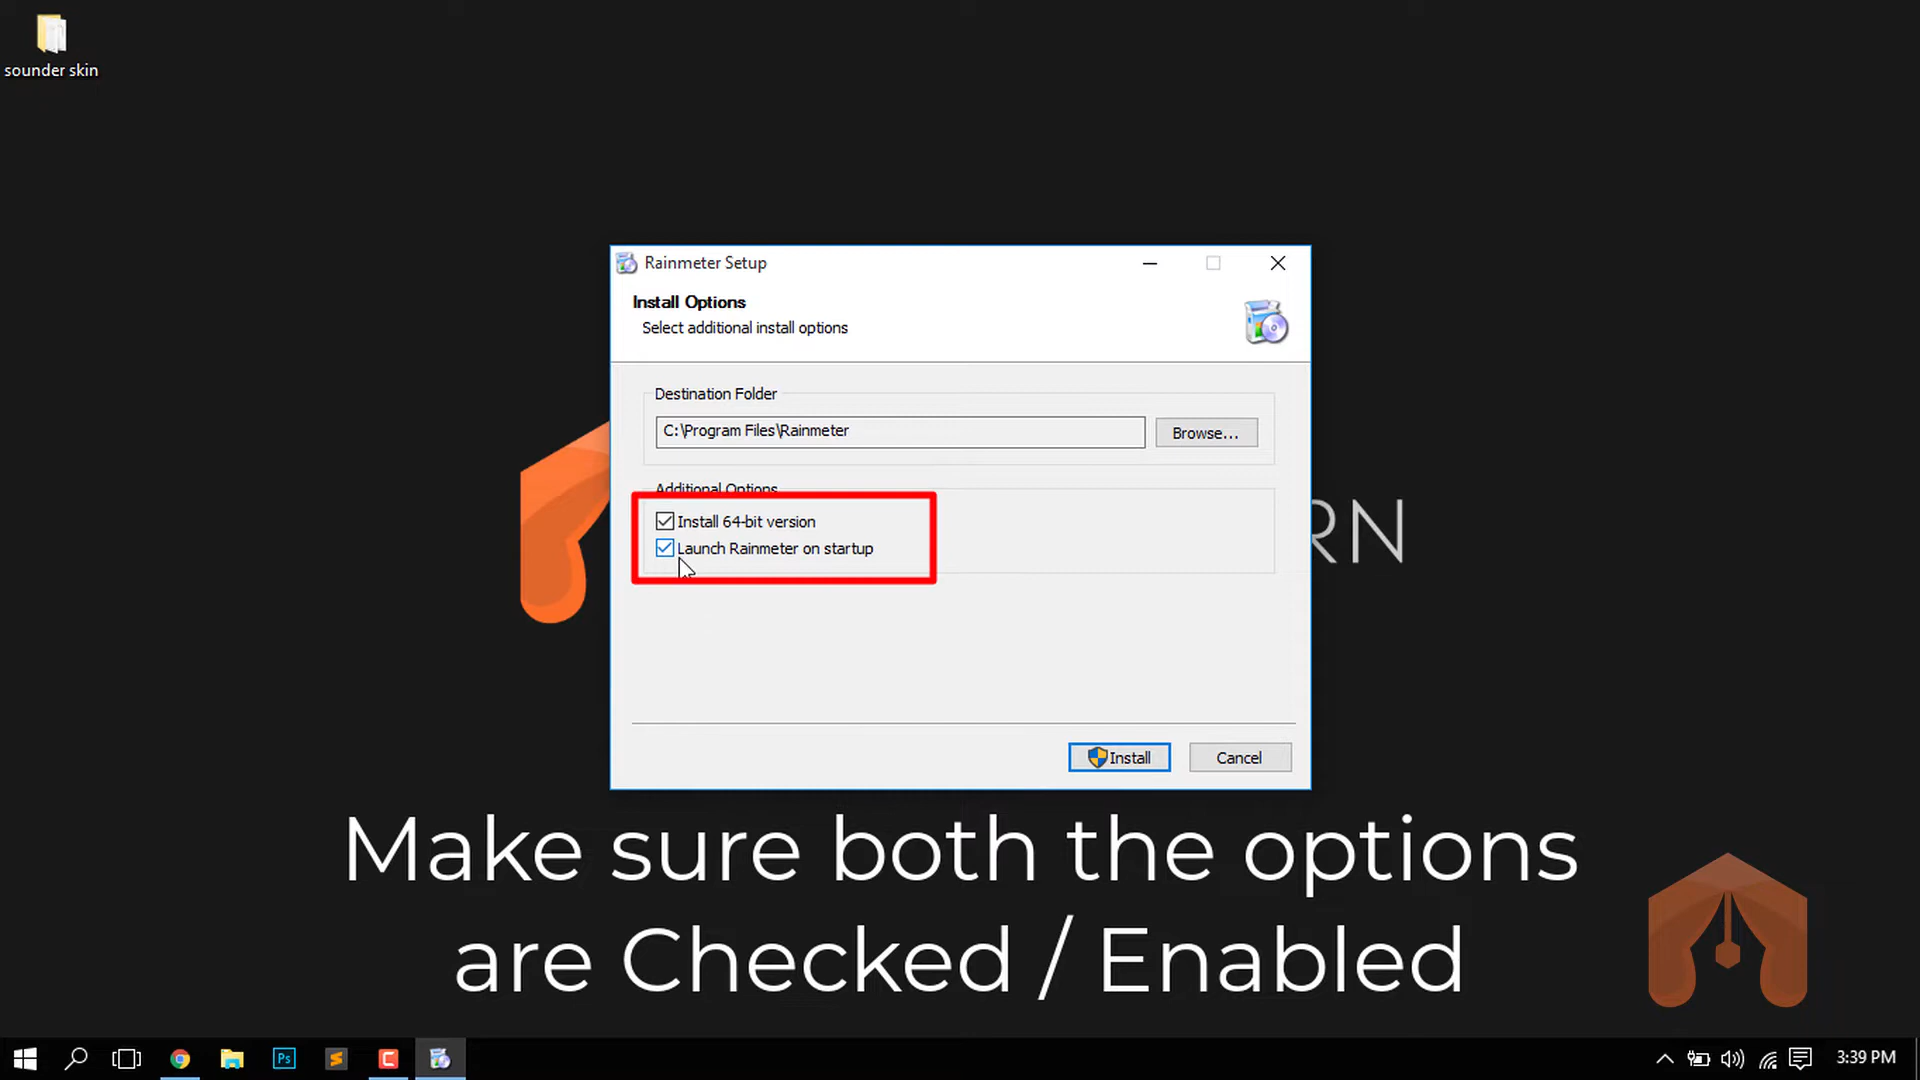 sounder skin
Rainmeter Setup
Install Options
Select additional install options
Destination Folder
C:\Program Files\Rainmeter
Browse...
Additional Options
Install 64-bit version
Launch Rainmeter on startup
RN
Install
Cancel
Make sure both the options
are Checked / Enabled
Ps
3:39 PM